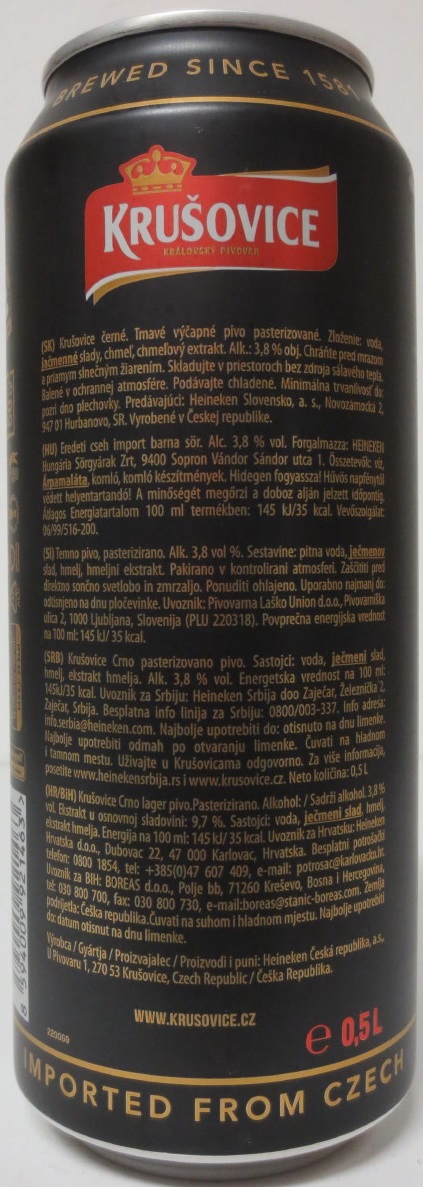 BREWED SINCE 1581
KRUŠOVICE
KRÁLOVSKÝ PIVOVAR
(SK) Krušovice černé. Tmavé výčapné pivo pasterizované. Zloženie: voda,
jačmenné slady, chmeľ, chmeľový extrakt. Alk.: 3,8 % obj. Chráňte pred mrazom
a priamym slnečným žiarením. Skladujte v priestoroch bez zdroja sálavého tepla.
Balené v ochrannej atmosfére. Podávajte chladené. Minimálna trvanlivosť do:
pozri dno plechovky. Predávajúci: Heineken Slovensko, a. s., Novozámocká 2,
947 01 Hurbanovo, SR. Vyrobené v Českej republike.
(HU) Eredeti cseh import barna sör. Alc. 3,8 % vol. Forgalmazza: HEINEKEN
Hungária Sörgyárak Zrt, 9400 Sopron Vándor Sándor utca 1. Összetevők: víz,
Árpamaláta, komló, komló készítmények. Hidegen fogyassza! Hűvös napfénytől
védett helyentartandó! A minőségét megőrzi a doboz alján jelzett időpontig.
Átlagos Energiatartalom 100 ml termékben: 145 kJ/35 kcal. Vevőszolgálat:
06/99/516-200.
(SI) Temno pivo, pasterizirano. Alk. 3,8 vol %. Sestavine: pitna voda, ječmenov
slad, hmelj, hmeljni ekstrakt. Pakirano v kontrolirani atmosferi. Zaščititi pred
direktno sončno svetlobo in zmrzaljo. Ponuditi ohlajeno. Uporabno najmanj do:
odtisnjeno na dnu pločevinke. Uvoznik: Pivovarna Laško Union d.o.o., Pivovarniška
ulica 2, 1000 Ljubljana, Slovenija (PLU 220318). Povprečna energijska vrednost
na 100 ml: 145 kJ/ 35 kcal.
(SRB) Krušovice Crno pasterizovano pivo. Sastojci: voda, ječmeni slad,
hmelj, ekstrakt hmelja. Alk. 3,8 % vol. Energetska vrednost na 100 ml:
145kJ/35 kcal. Uvoznik za Srbiju: Heineken Srbija doo Zaječar, Železnička 2,
Zaječar, Srbija. Besplatna info linija za Srbiju: 0800/003-337. Info adresa:
info.serbia@heineken.com. Najbolje upotrebiti do: otisnuto na dnu limenke.
Najbolje upotrebiti odmah po otvaranju limenke. Čuvati na hladnom
i tamnom mestu. Uživajte u Krušovicama odgovorno. Za više informacija,
posetite www.heinekensrbija.rs i www.krusovice.cz. Neto količina: 0,5 l
(HR/BiH) Krušovice Crno lager pivo.Pasterizirano. Alkohol: / Sadrži alkohol 3,8 %
vol. Ekstrakt u osnovnoj sladovini: 9,7 %. Sastojci: voda, ječmeni slad, hmelj,
ekstrakt hmelja. Energija na 100 ml: 145 kJ/ 35 kcal. Uvoznik za Hrvatsku: Heineken
Hrvatska d.o.o., Dubovac 22, 47 000 Karlovac, Hrvatska. Besplatni potrošački
telefon: 0800 1854, tel: +385(0)47 607 409, e-mail: potrosac@karlovacko.hr.
Uvoznik za BIH: BOREAS d.o.o., Polje bb, 71260 Kreševo, Bosna i Hercegovina,
tel: 030 800 700, fax: 030 800 730, e-mail:boreas@stanic-boreas.com. Zemlja
podrijetla: Češka republika.Čuvati na suhom i hladnom mjestu. Najbolje upotrebiti
do: datum otisnut na dnu limenke.
Výrobca / Gyártja / Proizvajalec / Proizvodi i puni: Heineken Česká republika, a.s.,
U Pivovaru 1, 270 53 Krušovice, Czech Republic / Češka Republika.
WWW.KRUSOVICE.CZ
e 0,5 L
220069
IMPORTED FROM CZECH